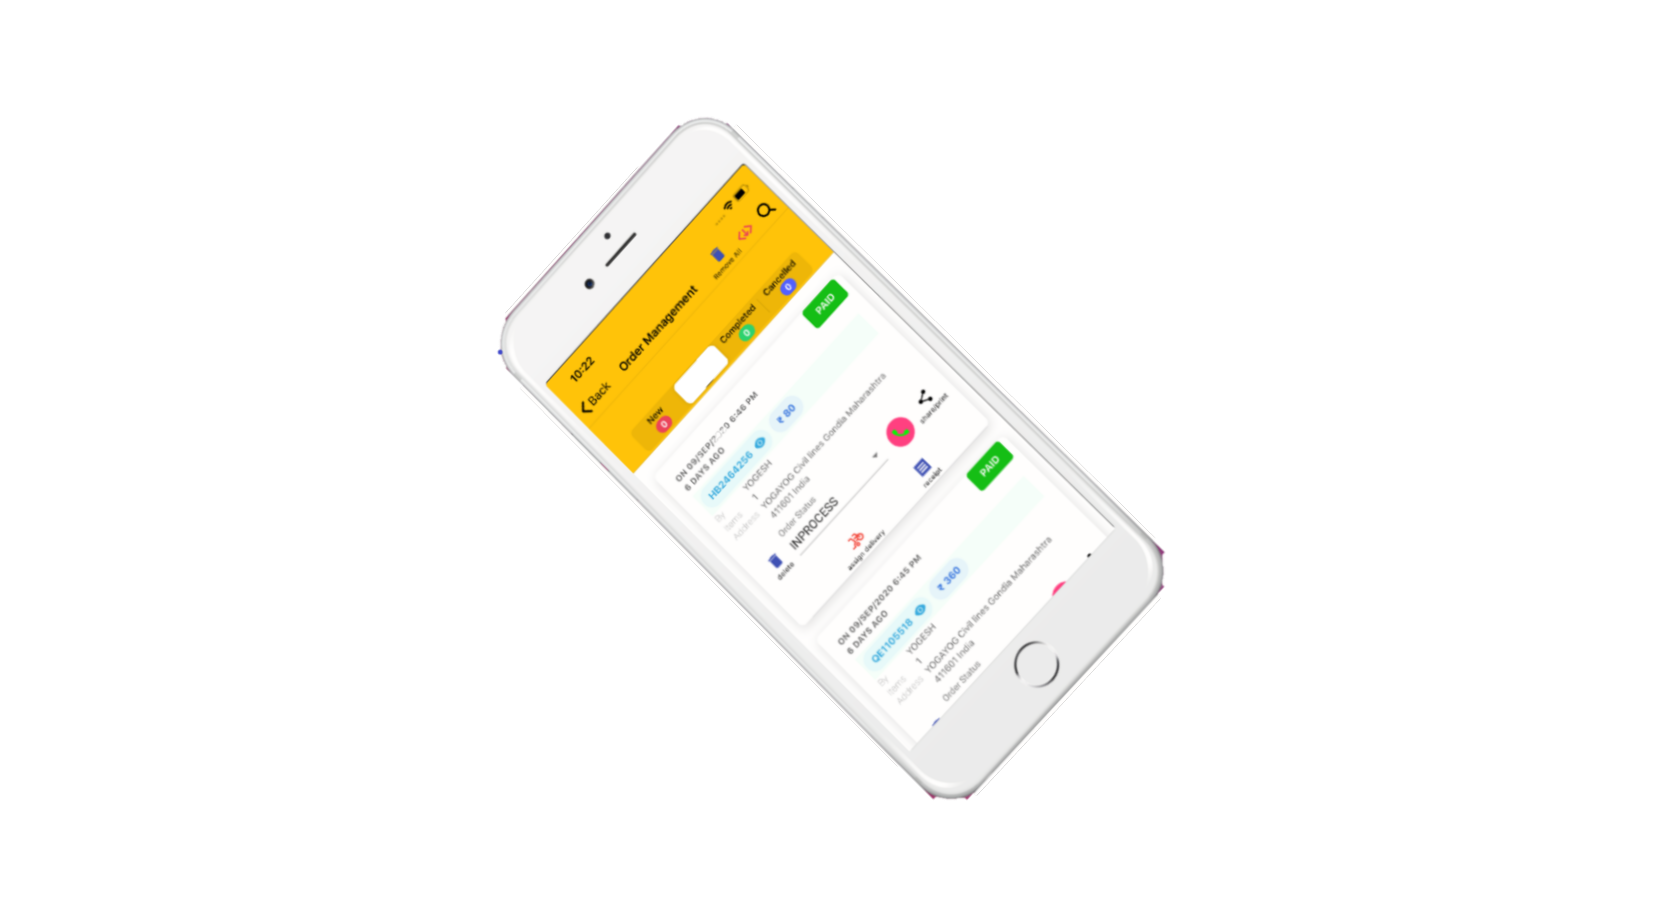 10:22
Back
Order Management
Remove All
New
0
Completed
0
Cancelled
0
ON 09/SEP/2020 6:46 PM
6 DAYS AGO
PAID
HB2464256
₹ 80
By YOGESH
Items 1
Address YOGAYOG Civil lines Gondia Maharashtra
411601 India
Order Status
INPROCESS
delete
assign delivery
receipt
share/print
ON 09/SEP/2020 6:45 PM
6 DAYS AGO
PAID
QE1105518
₹ 360
By YOGESH
Items 1
Address YOGAYOG Civil lines Gondia Maharashtra
411601 India
Order Status